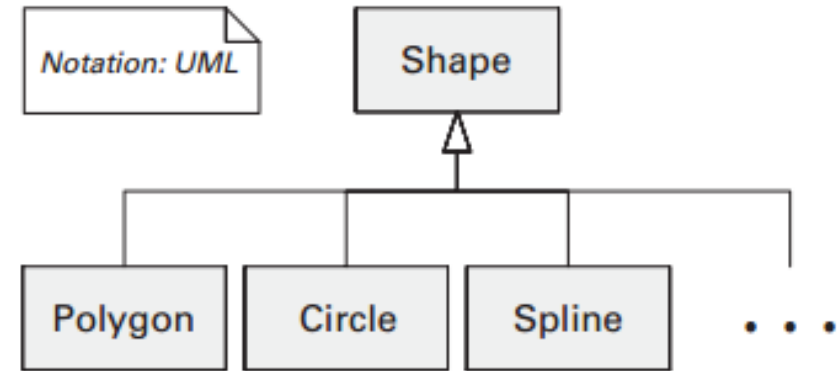 Notation: UML
Shape
Polygon
Circle
Spline
. . .